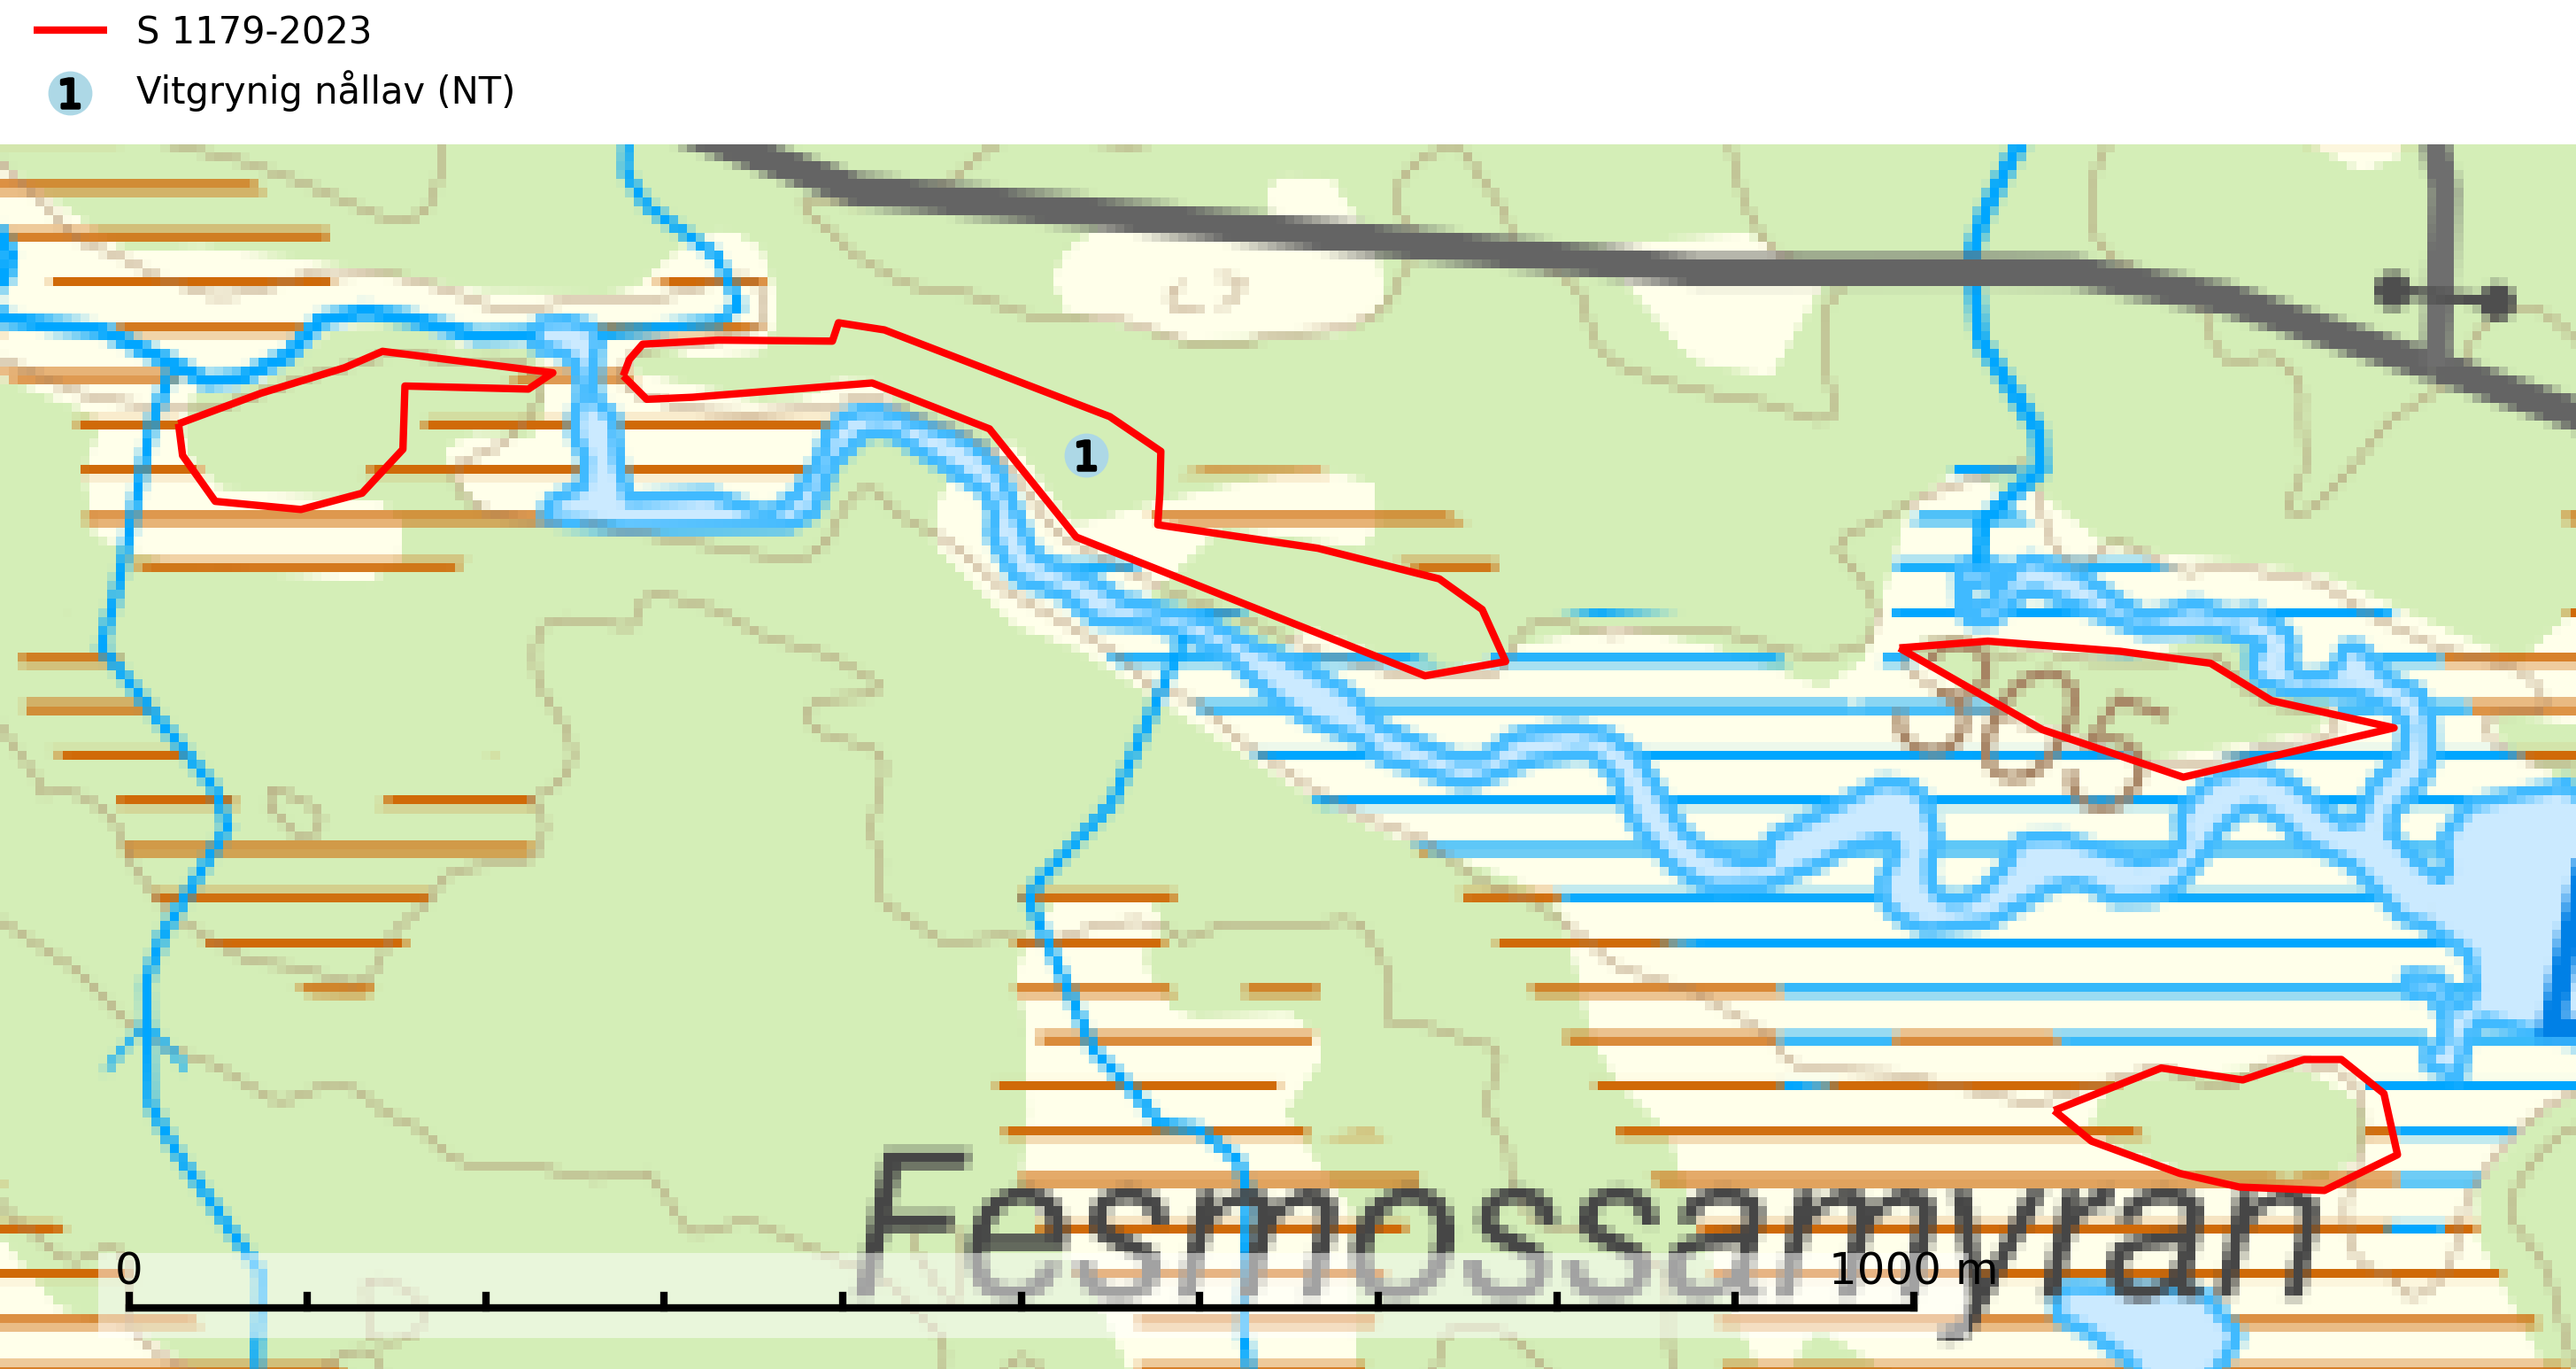 S 1179-2023
1 Vitgrynig nållav (NT)
1
305
Fesmossamyran
0 1000 m